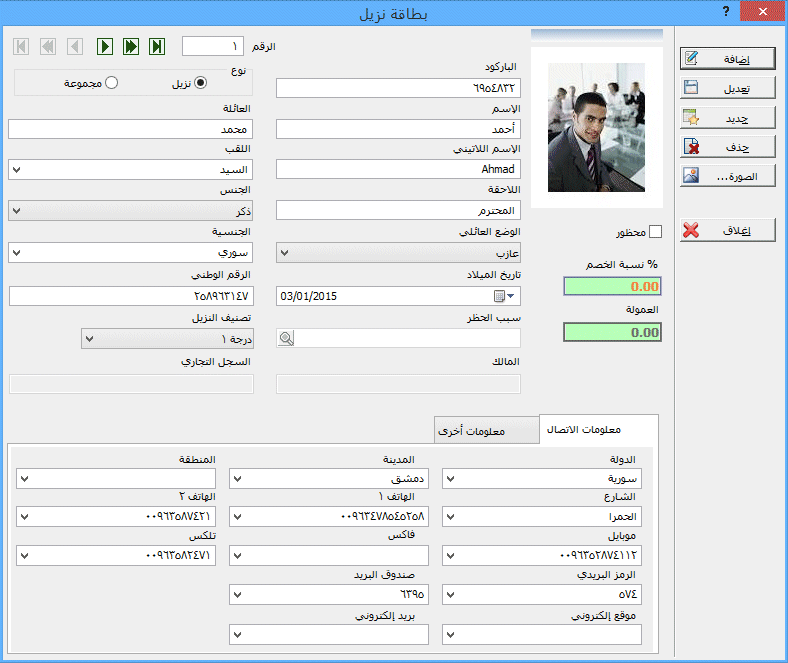 بطاقة نزيل
?
الرقم
١
نوع
نزيل
مجموعة
الباركود
٦٩٥٤٨٣٢
العائلة
محمد
الإسم
أحمد
اللقب
السيد
الإسم اللاتيني
Ahmad
الجنس
ذكر
اللاحقة
المحترم
الجنسية
سوري
الوضع العائلي
عازب
الرقم الوطني
٢٥٨٩٦٣١٤٧
تاريخ الميلاد
03/01/2015
تصنيف النزيل
درجة ١
سبب الحظر
السجل التجاري
المالك
محظور
% نسبة الخصم
0.00
العمولة
0.00
إضافة
تعديل
جديد
حذف
الصورة...
إغلاق
معلومات الاتصال
معلومات أخرى
الدولة
سورية
المدينة
دمشق
المنطقة
الشارع
الحمرا
الهاتف ١
٠٠٩٦٣٤٧٨٥٤٥٢٥٨
الهاتف ٢
٠٠٩٦٣٥٨٧٤٢١
موبايل
٠٠٩٦٣٥٢٨٧٤١١٢
فاكس
تلكس
٠٠٩٦٣٥٨٢٤٧١
الرمز البريدي
٥٧٤
صندوق البريد
٦٣٩٥
موقع إلكتروني
بريد إلكتروني